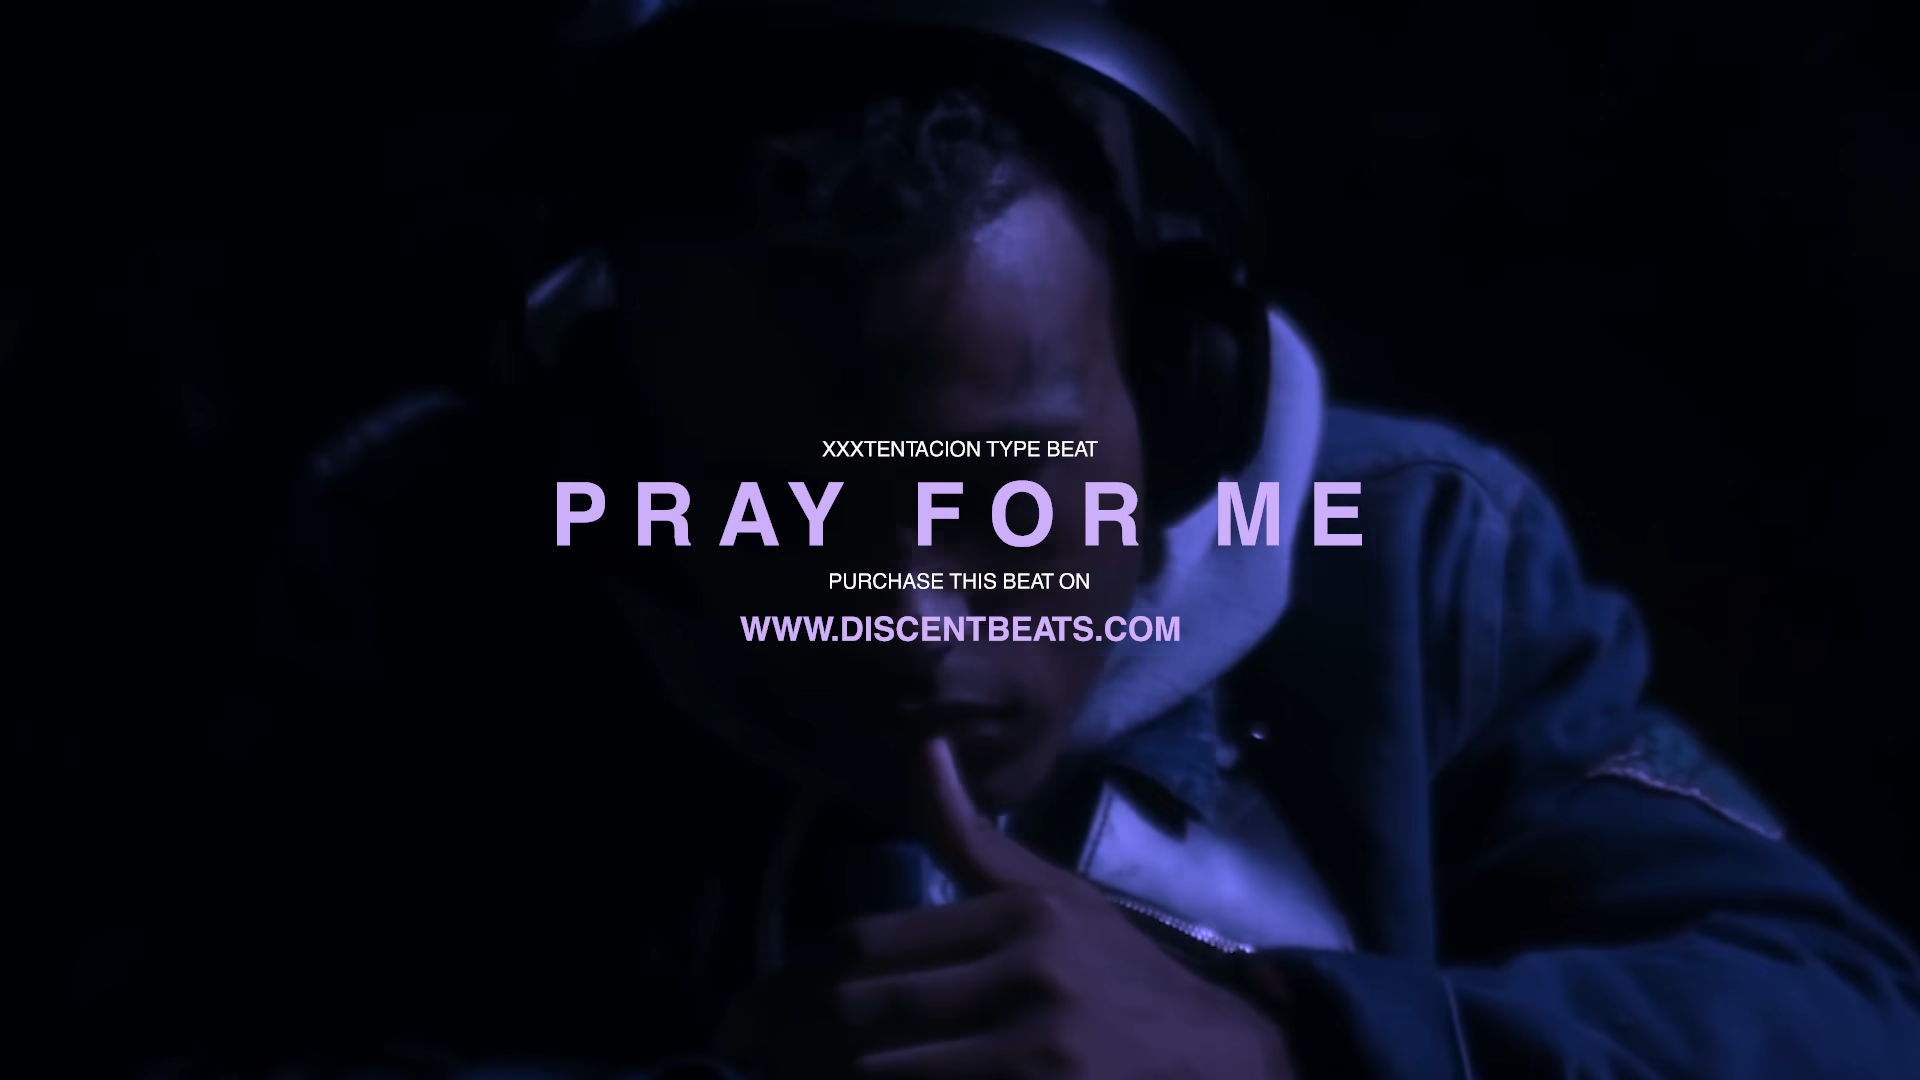 XXXTENTACION TYPE BEAT
PRAY FOR ME
PURCHASE THIS BEAT ON
WWW.DISCENTBEATS.COM